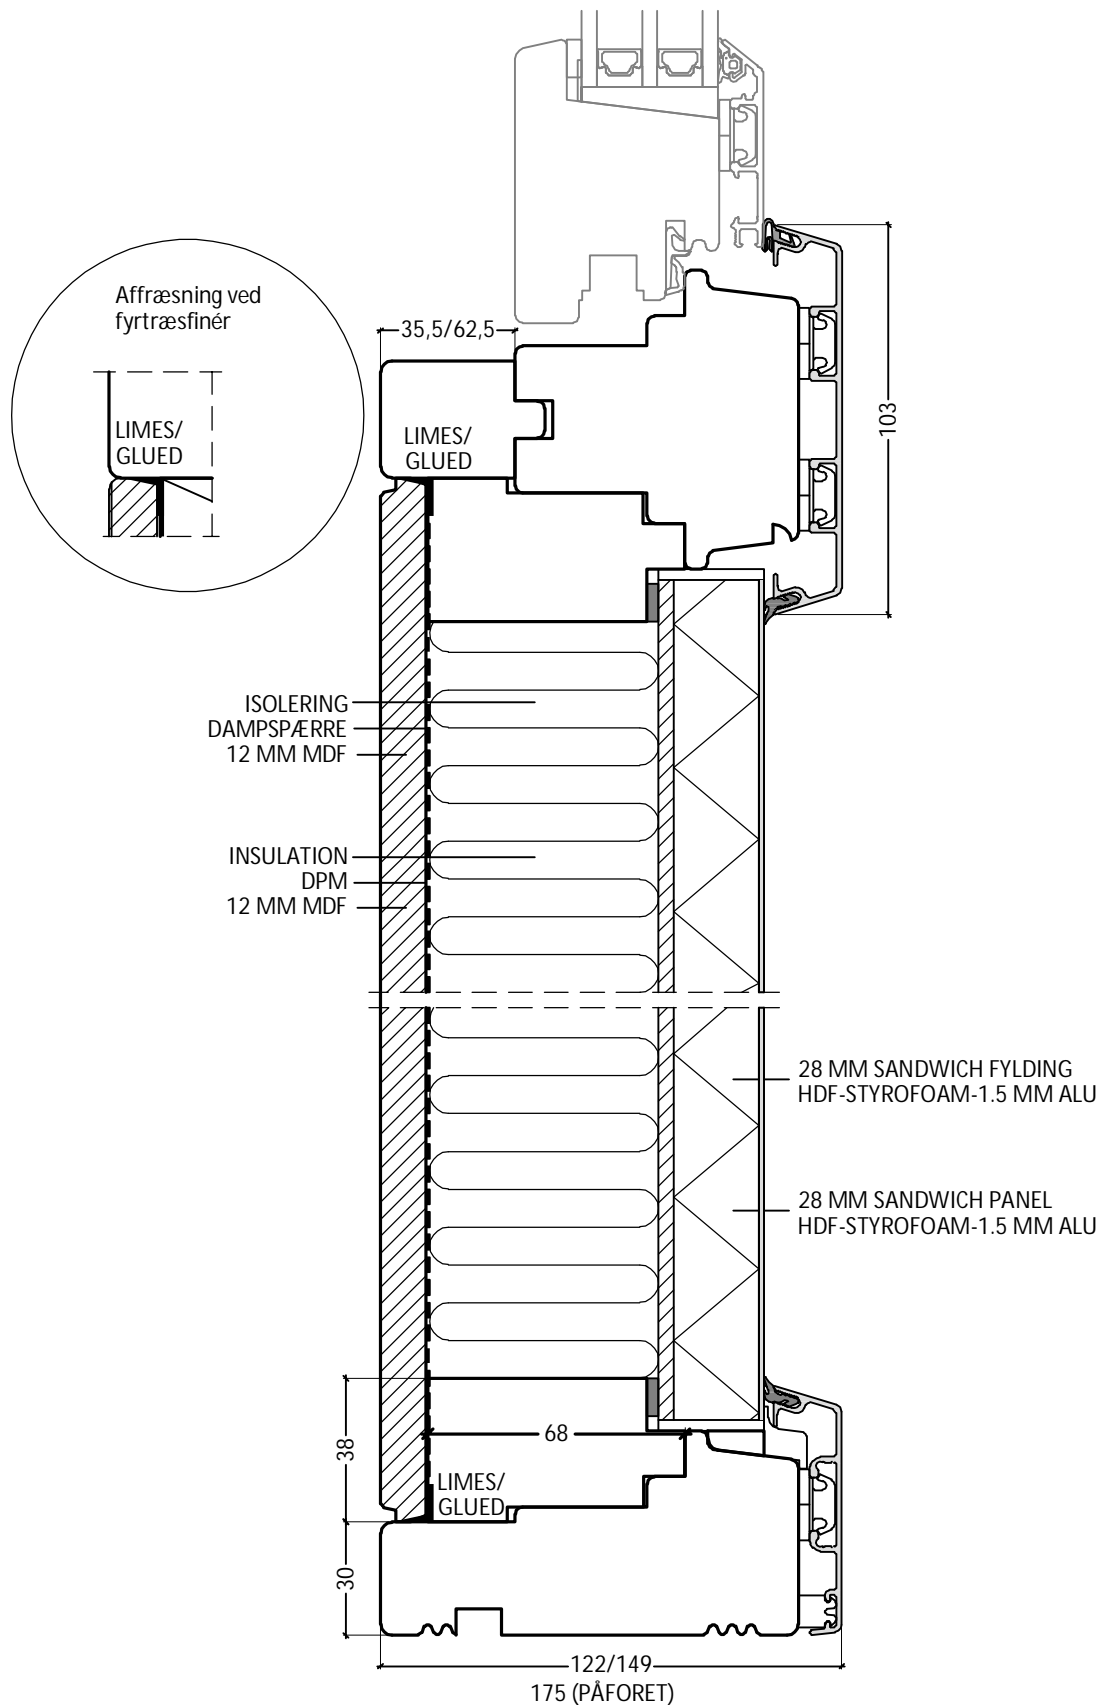 Affræsning ved
fyrtræsfinér
LIMES/
GLUED
35,5/62,5
LIMES/
GLUED
103
ISOLERING
DAMPSPÆRRE
12 MM MDF
INSULATION
DPM
12 MM MDF
28 MM SANDWICH FYLDING
HDF-STYROFOAM-1.5 MM ALU
28 MM SANDWICH PANEL
HDF-STYROFOAM-1.5 MM ALU
68
38
LIMES/
GLUED
30
122/149
175 (PÅFORET)